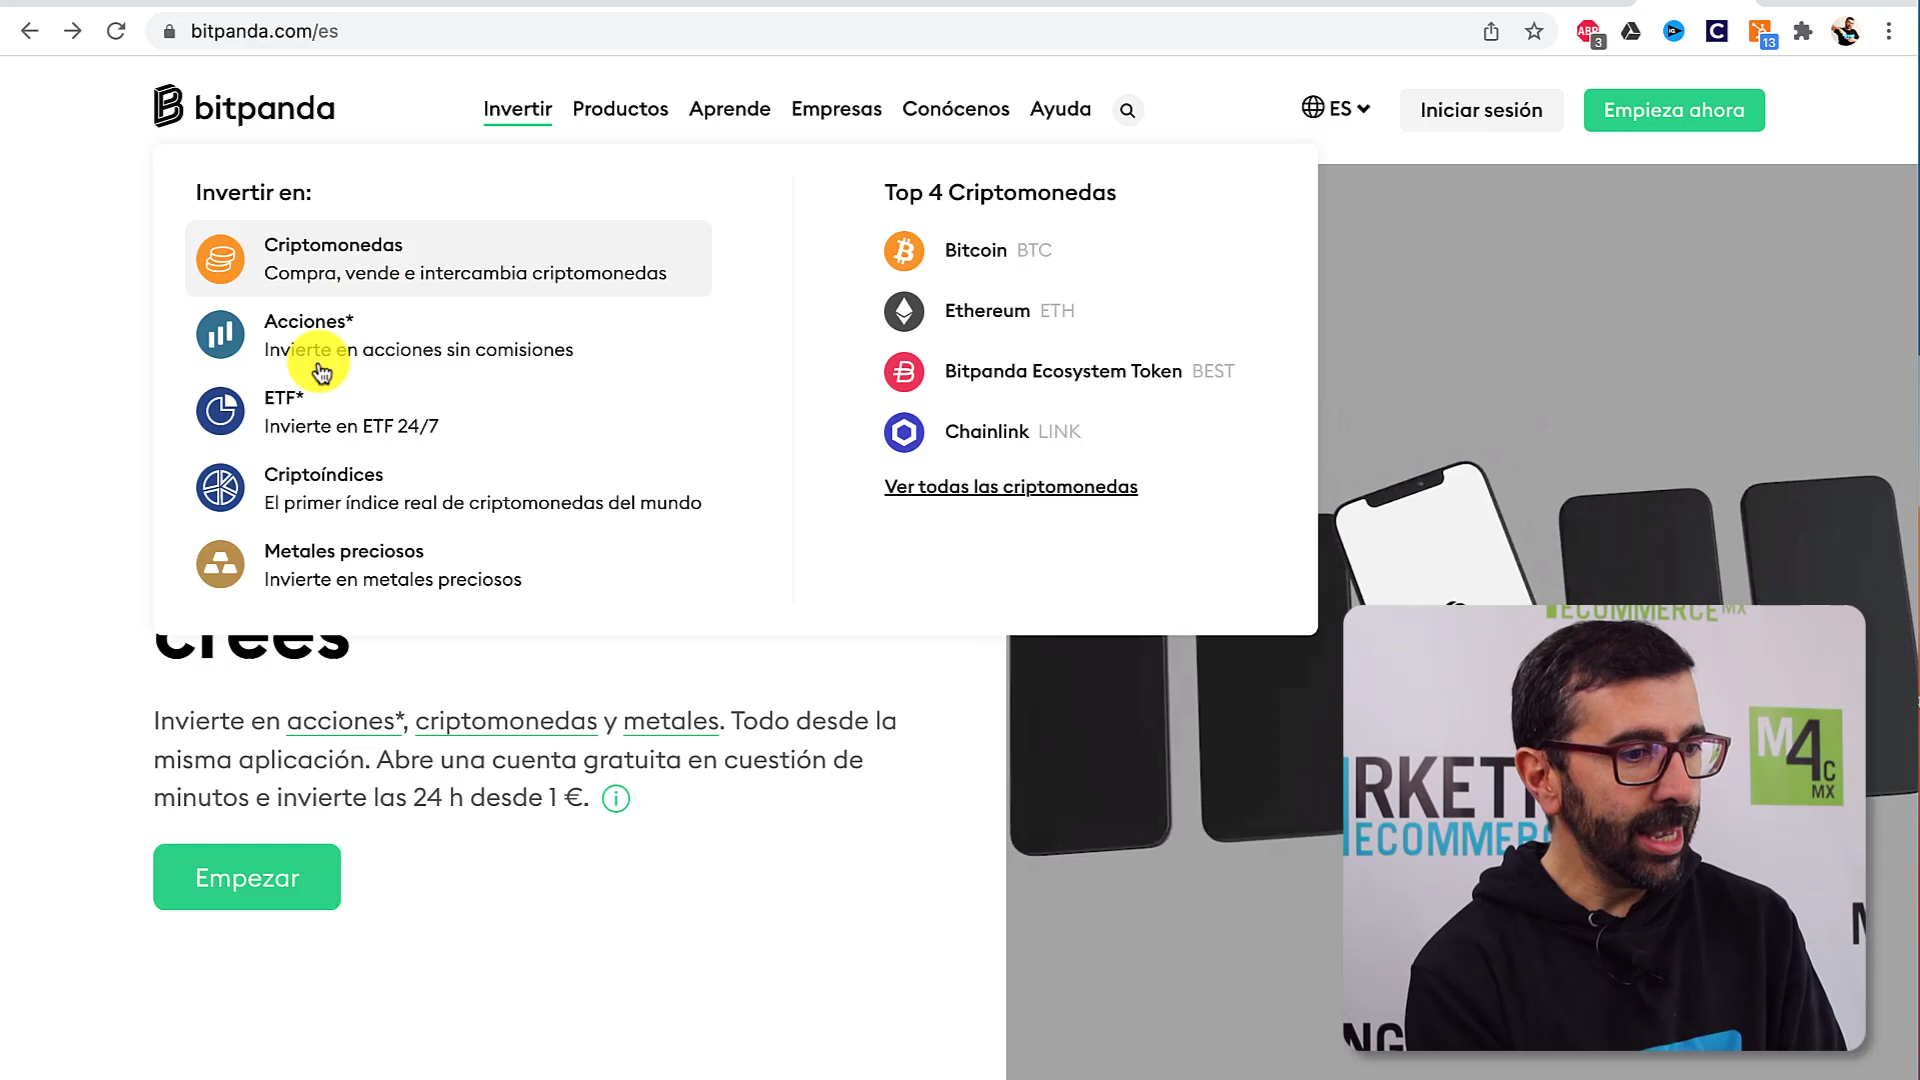 bitpanda.com/es
3
13
bitpanda
Invertir Productos Aprende Empresas Conócenos Ayuda
ES
Iniciar sesión
Empieza ahora
Invertir en:
Criptomonedas
Compra, vende e intercambia criptomonedas
Acciones*
Invierte en acciones sin comisiones
ETF*
Invierte en ETF 24/7
Criptoíndices
El primer índice real de criptomonedas del mundo
Metales preciosos
Invierte en metales preciosos
Top 4 Criptomonedas
Bitcoin BTC
Ethereum ETH
Bitpanda Ecosystem Token BEST
Chainlink LINK
Ver todas las criptomonedas
crees
Invierte en acciones*, criptomonedas y metales. Todo desde la
misma aplicación. Abre una cuenta gratuita en cuestión de
minutos e invierte las 24 h desde 1 €.
Empezar
ECOMMERCE MX
RKETI
ECOMMERC
M4C
MX
NG